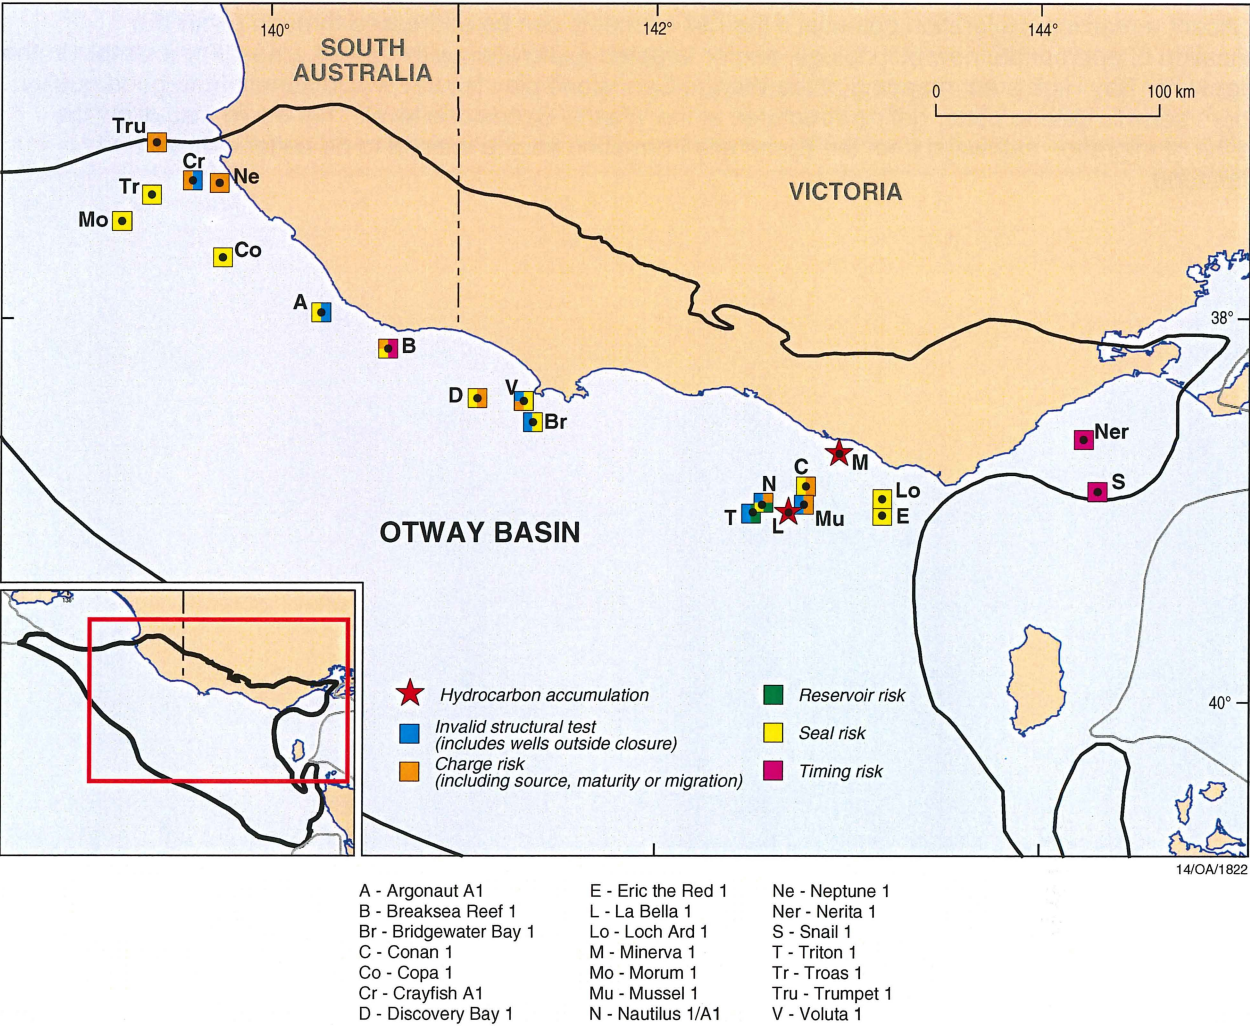 140°
142°
144°
SOUTH
AUSTRALIA
0
100 km
Tru
Cr
Ne
Tr
VICTORIA
Mo
Co
A
38°
B
D
V
Br
Ner
M
C
S
N
Lo
T
L
Mu
E
OTWAY BASIN
Hydrocarbon accumulation
Invalid structural test
(includes wells outside closure)
Charge risk
(including source, maturity or migration)
Reservoir risk
Seal risk
Timing risk
40°
14/OA/1822
A - Argonaut A1
B - Breaksea Reef 1
Br - Bridgewater Bay 1
C - Conan 1
Co - Copa 1
Cr - Crayfish A1
D - Discovery Bay 1
E - Eric the Red 1
L - La Bella 1
Lo - Loch Ard 1
M - Minerva 1
Mo - Morum 1
Mu - Mussel 1
N - Nautilus 1/A1
Ne - Neptune 1
Ner - Nerita 1
S - Snail 1
T - Triton 1
Tr - Troas 1
Tru - Trumpet 1
V - Voluta 1